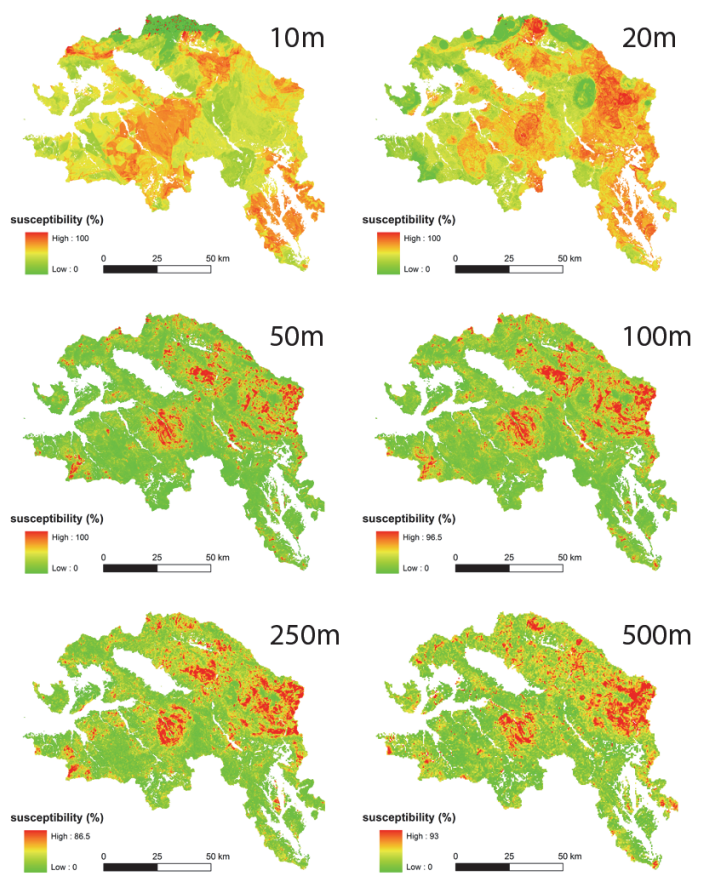 10m
20m
susceptibility (%)
High : 100
Low : 0
0 25 50 km
susceptibility (%)
High : 100
Low : 0
0 25 50 km
50m
100m
susceptibility (%)
High : 100
Low : 0
0 25 50 km
susceptibility (%)
High : 96.5
Low : 0
0 25 50 km
250m
500m
susceptibility (%)
High : 86.5
Low : 0
0 25 50 km
susceptibility (%)
High : 93
Low : 0
0 25 50 km